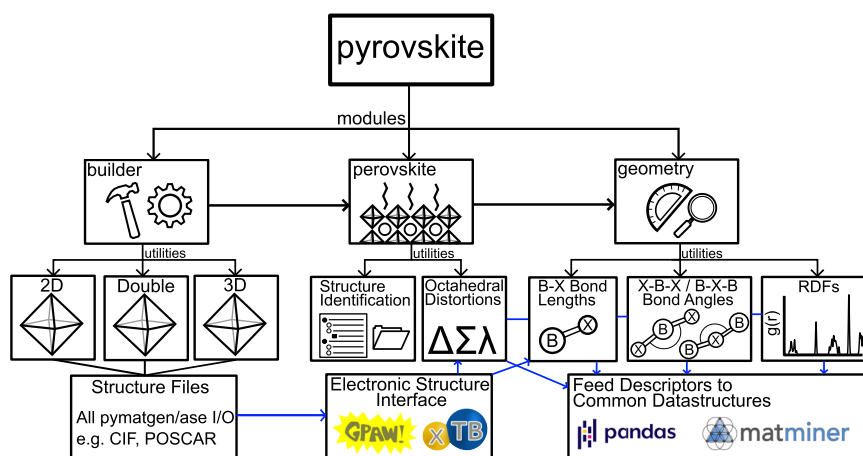 pyrovskite
modules
builder
perovskite
geometry
utilities
utilities
utilities
2D
Double
3D
Structure
Identification
Octahedral
Distortions
ΔΣλ
B-X Bond
Lengths
B
X
X-B-X / B-X-B
Bond Angles
X
B
X
B
X
B
RDFs
g(r)
Structure Files
All pymatgen/ase I/O
e.g. CIF, POSCAR
Electronic Structure
Interface
GPAW!
xTB
Feed Descriptors to
Common Datastructures
pandas
matminer